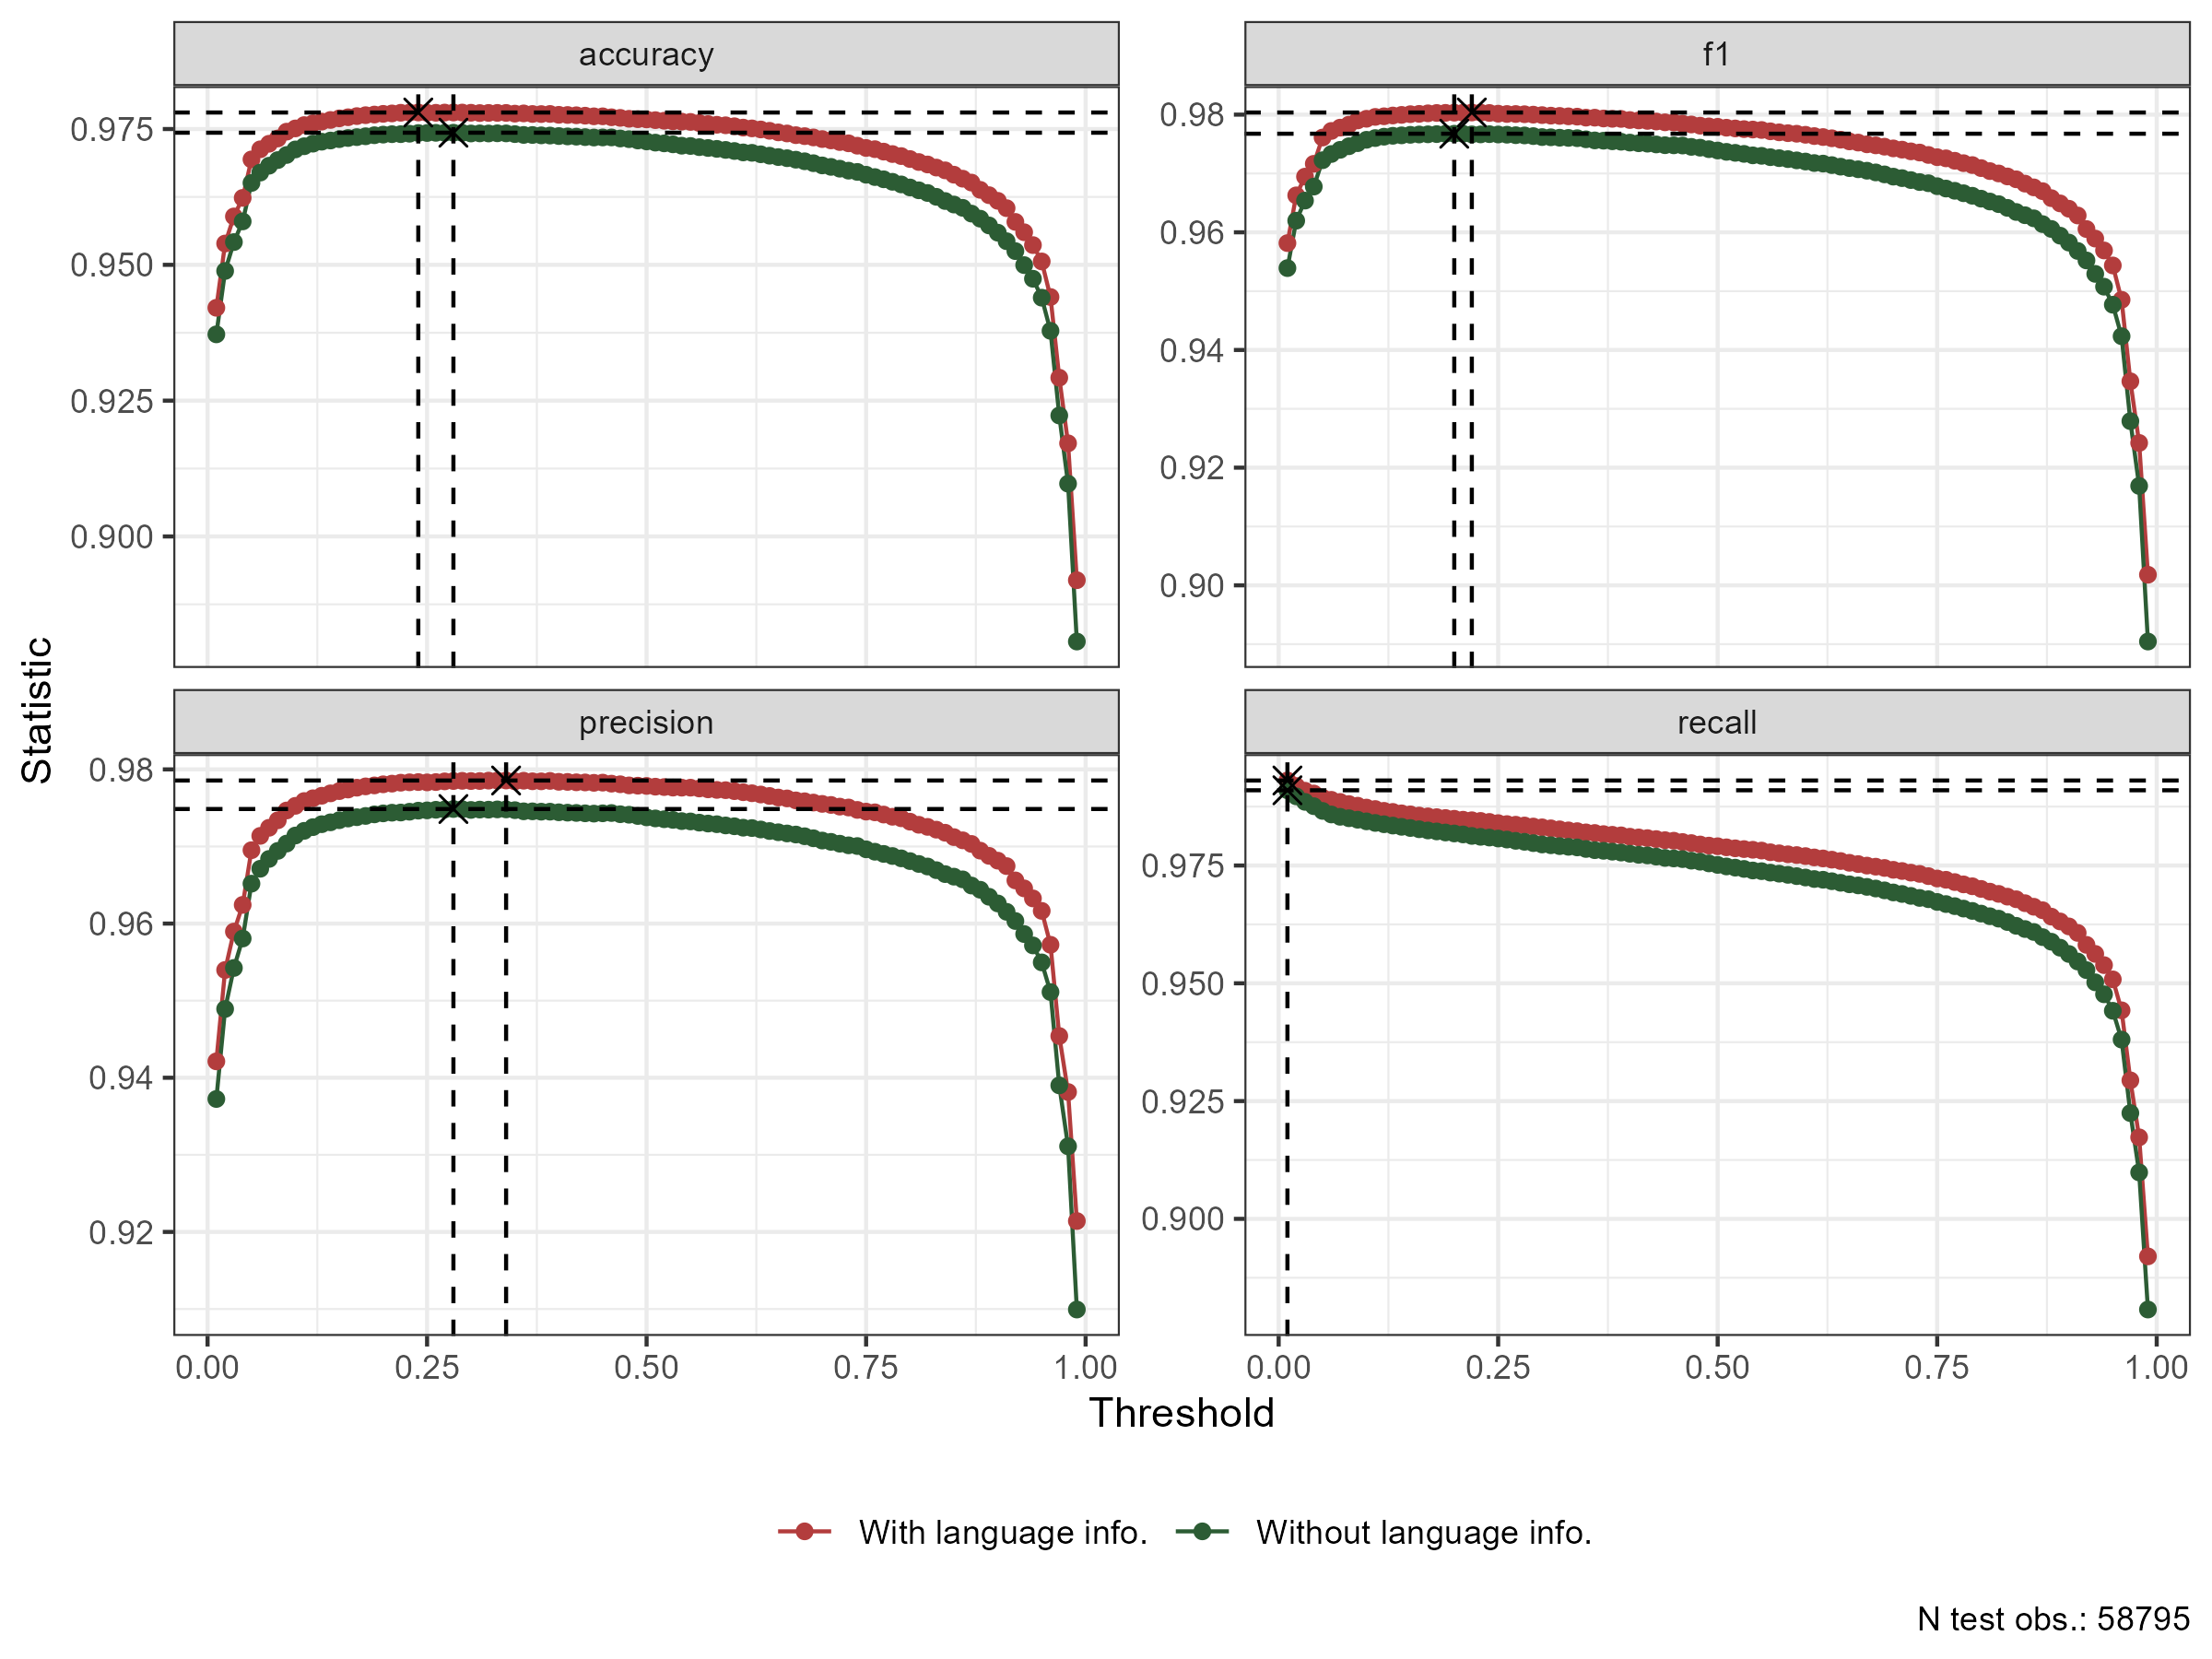 accuracy
f1
0.975
0.950
0.925
0.900
0.98
0.96
0.94
0.92
0.90
Statistic
precision
recall
0.98
0.96
0.94
0.92
0.975
0.950
0.925
0.900
0.00 0.25 0.50 0.75 1.00
0.00 0.25 0.50 0.75 1.00
Threshold
With language info. Without language info.
N test obs.: 58795